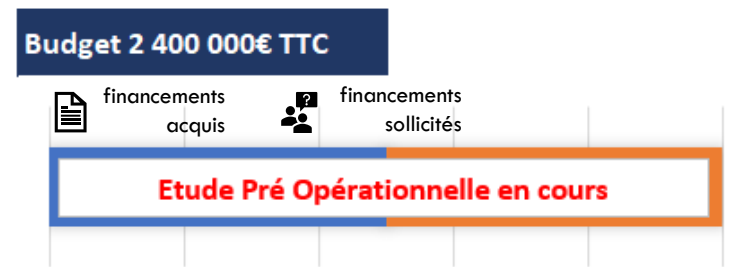 Budget 2 400 000€ TTC
financements
acquis
?
financements
sollicités
Etude Pré Opérationnelle en cours